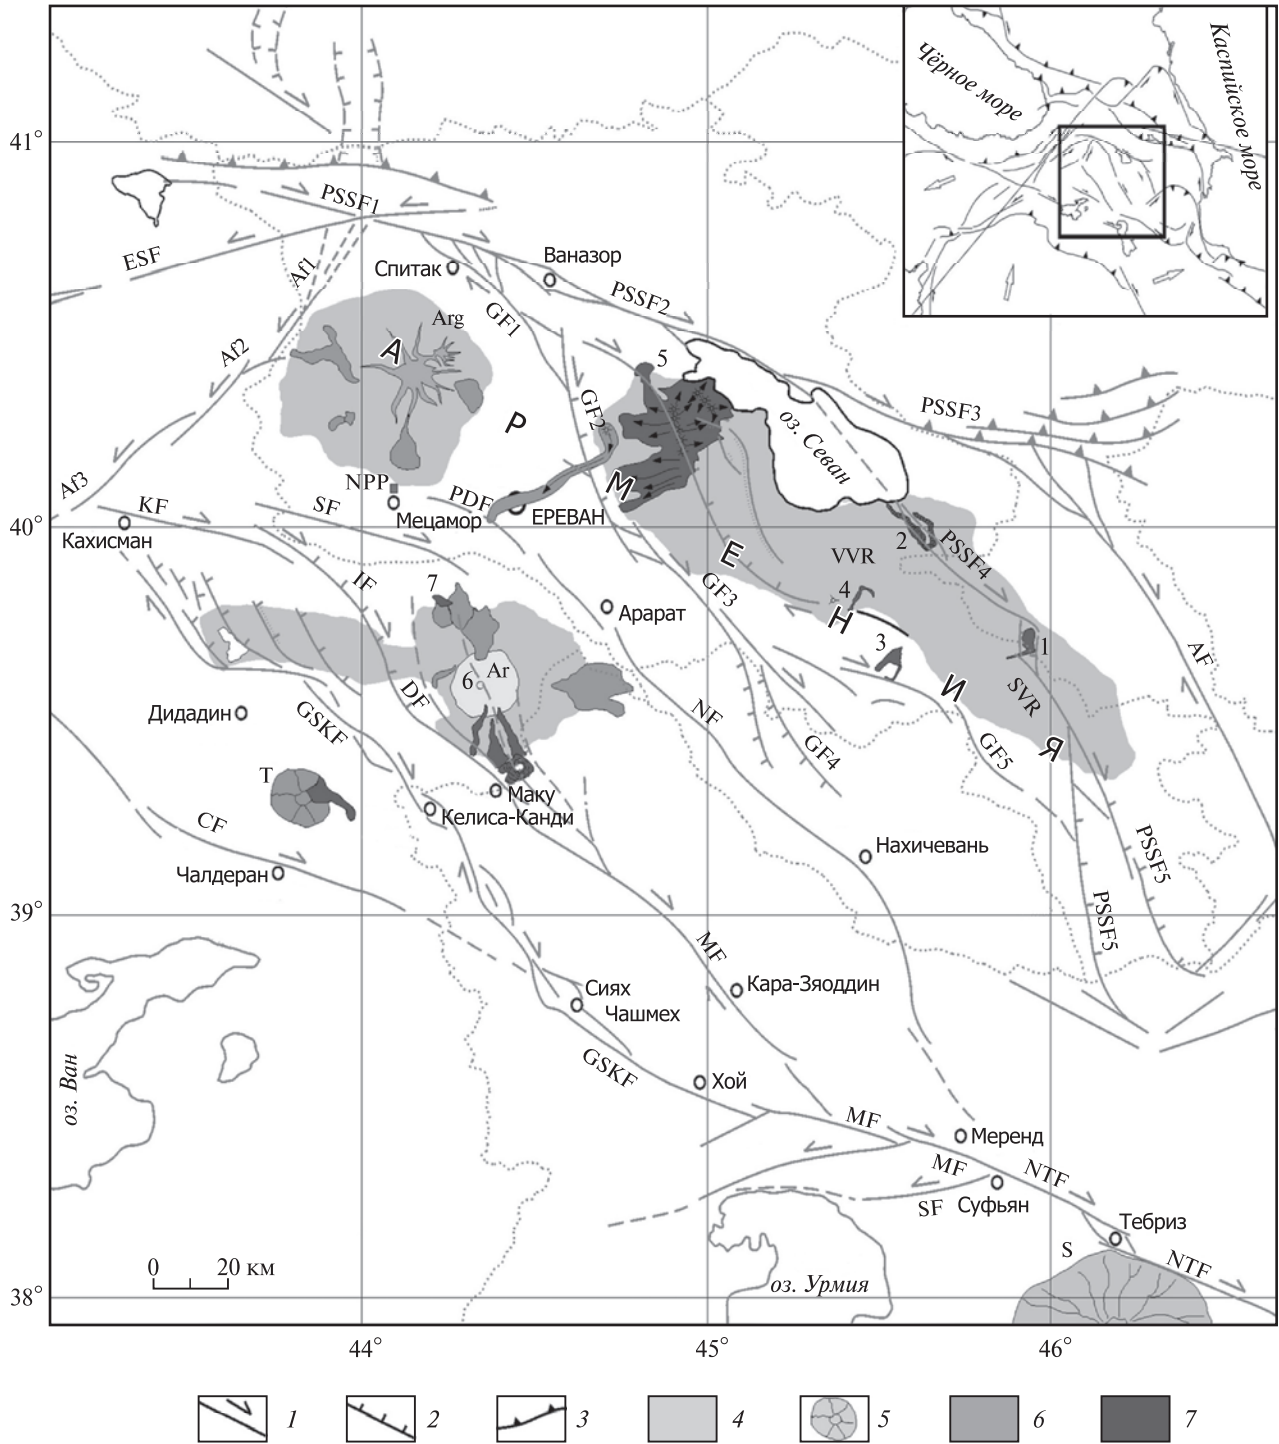 Чёрное море
Каспийское море
41°
PSSF1
ESF
Af1
Спитак
Ваназор
PSSF2
GF1
Arg
А
Af2
5
GF2
оз. Севан
PSSF3
Р
Af3
NPP
М
KF
SF
PDF
Мецамор
ЕРЕВАН
40°
Кахисман
2
PSSF4
VVR
Е
IF
7
GF3
4
Н
Арарат
3
1
AF
6
Ar
И
SVR
DF
Дидадин
GSKF
NF
GF4
GF5
Я
T
Маку
Келиса-Канди
CF
Чалдеран
Нахичевань
PSSF5
PSSF5
39°
MF
Кара-Зяоддин
Сиях
Чашмех
GSKF
Хой
оз. Ван
MF
Меренд
MF
NTF
SF
Суфьян
Тебриз
S
NTF
0 20 км
оз. Урмия
38°
44° 45° 46°
1 2 3 4 5 6 7